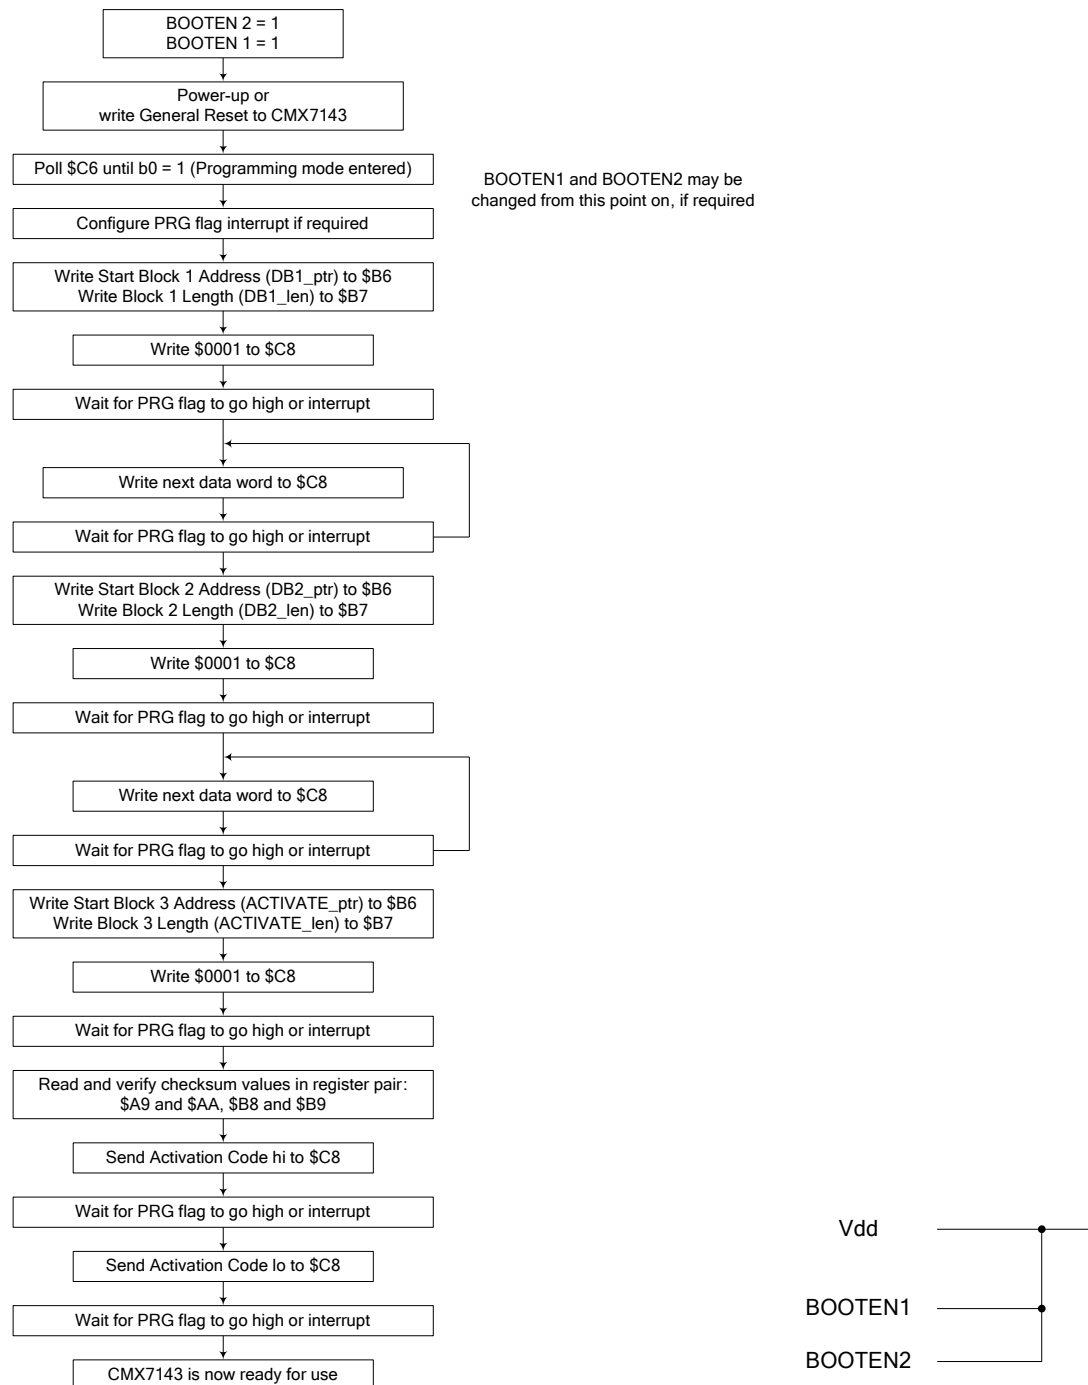 BOOTEN 2 = 1
BOOTEN 1 = 1
Power-up or
write General Reset to CMX7143
Poll $C6 until b0 = 1 (Programming mode entered)
BOOTEN1 and BOOTEN2 may be
changed from this point on, if required
Configure PRG flag interrupt if required
Write Start Block 1 Address (DB1_ptr) to $B6
Write Block 1 Length (DB1_len) to $B7
Write $0001 to $C8
Wait for PRG flag to go high or interrupt
Write next data word to $C8
Wait for PRG flag to go high or interrupt
Write Start Block 2 Address (DB2_ptr) to $B6
Write Block 2 Length (DB2_len) to $B7
Write $0001 to $C8
Wait for PRG flag to go high or interrupt
Write next data word to $C8
Wait for PRG flag to go high or interrupt
Write Start Block 3 Address (ACTIVATE_ptr) to $B6
Write Block 3 Length (ACTIVATE_len) to $B7
Write $0001 to $C8
Wait for PRG flag to go high or interrupt
Read and verify checksum values in register pair:
$A9 and $AA, $B8 and $B9
Send Activation Code hi to $C8
Wait for PRG flag to go high or interrupt
Send Activation Code lo to $C8
Wait for PRG flag to go high or interrupt
CMX7143 is now ready for use
Vdd
BOOTEN1
BOOTEN2